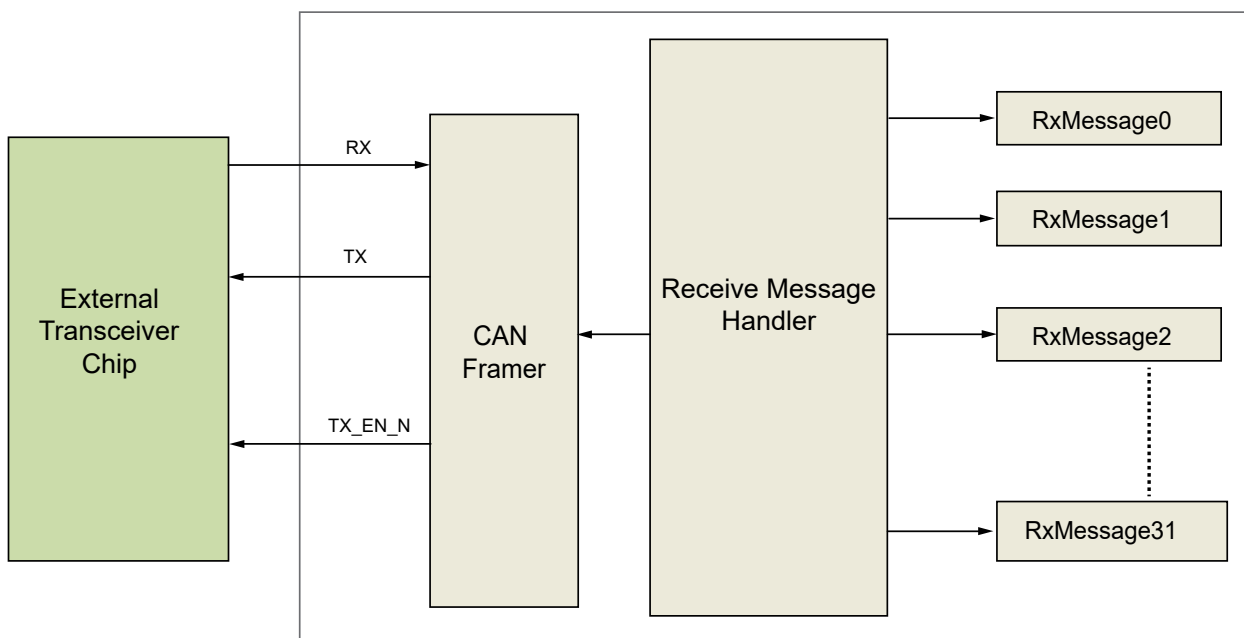 External
Transceiver
Chip
RX
TX
TX_EN_N
CAN
Framer
Receive Message
Handler
RxMessage0
RxMessage1
RxMessage2
RxMessage31